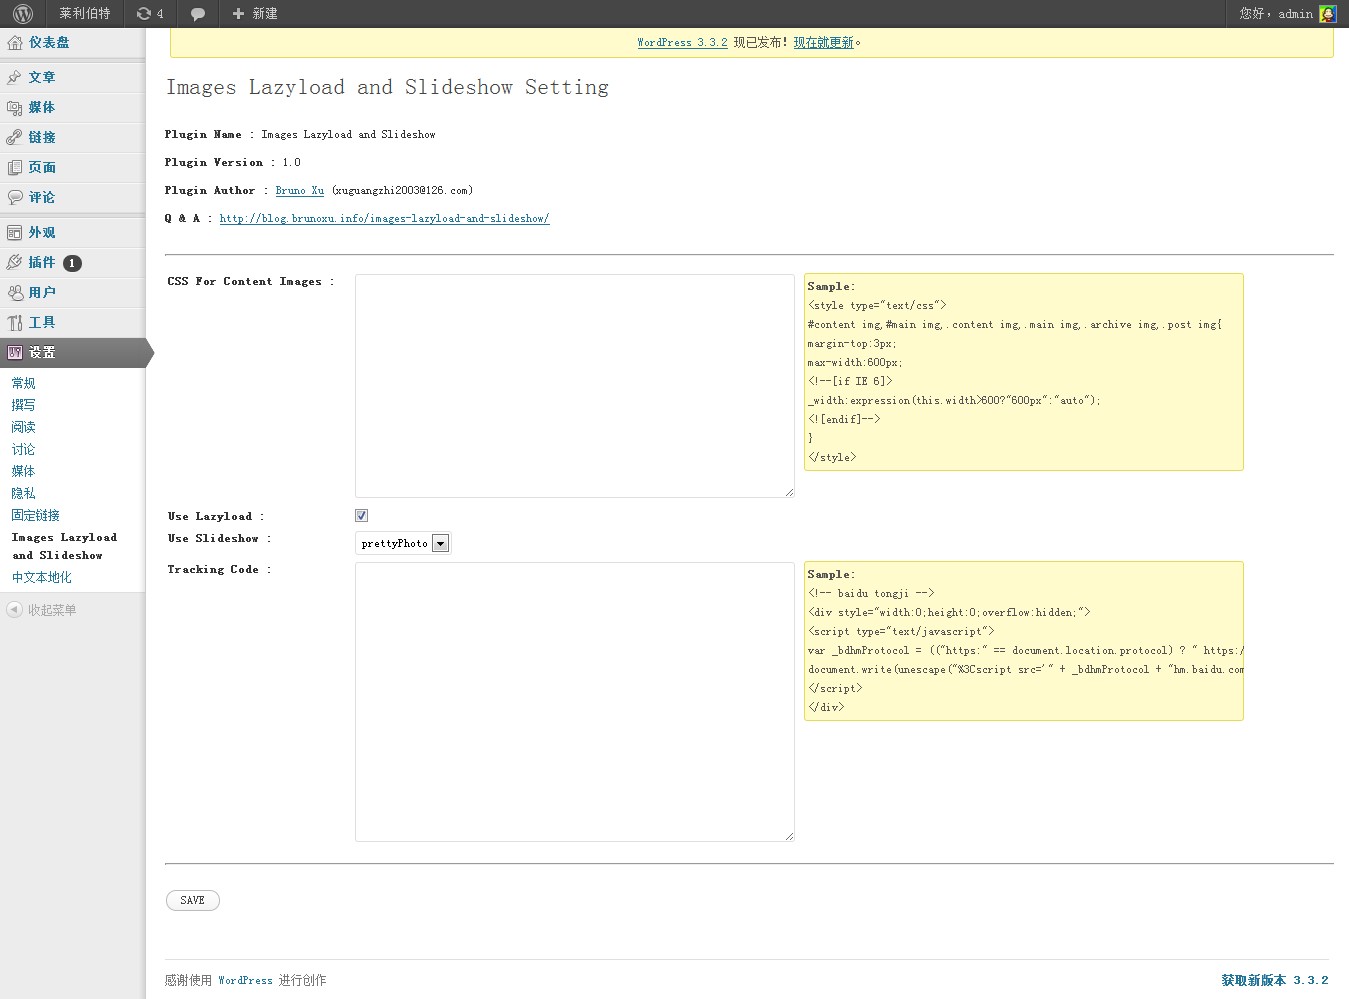 莱利伯特 4 新建 您好，admin
仪表盘
文章
媒体
链接
页面
评论
外观
插件 1
用户
工具
设置
常规
撰写
阅读
讨论
媒体
隐私
固定链接
Images Lazyload
and Slideshow
中文本地化
收起菜单
WordPress 3.3.2 现已发布！现在就更新。
Images Lazyload and Slideshow Setting
Plugin Name : Images Lazyload and Slideshow
Plugin Version : 1.0
Plugin Author : Bruno Xu (xuguangzhi2003@126.com)
Q & A : http://blog.brunoxu.info/images-lazyload-and-slideshow/
CSS For Content Images :
Sample:
<style type="text/css">
#content img,#main img,.content img,.main img,.archive img,.post img{
margin-top:3px;
max-width:600px;
<!--[if IE 6]>
_width:expression(this.width>600?"600px":"auto");
<![endif]-->
}
</style>
Use Lazyload :
Use Slideshow : prettyPhoto
Tracking Code :
Sample:
<!-- baidu tongji -->
<div style="width:0;height:0;overflow:hidden;">
<script type="text/javascript">
var _bdhmProtocol = (("https:" == document.location.protocol) ? " https:/
document.write(unescape("%3Cscript src='" + _bdhmProtocol + "hm.baidu.com
</script>
</div>
SAVE
感谢使用 WordPress 进行创作 获取新版本 3.3.2